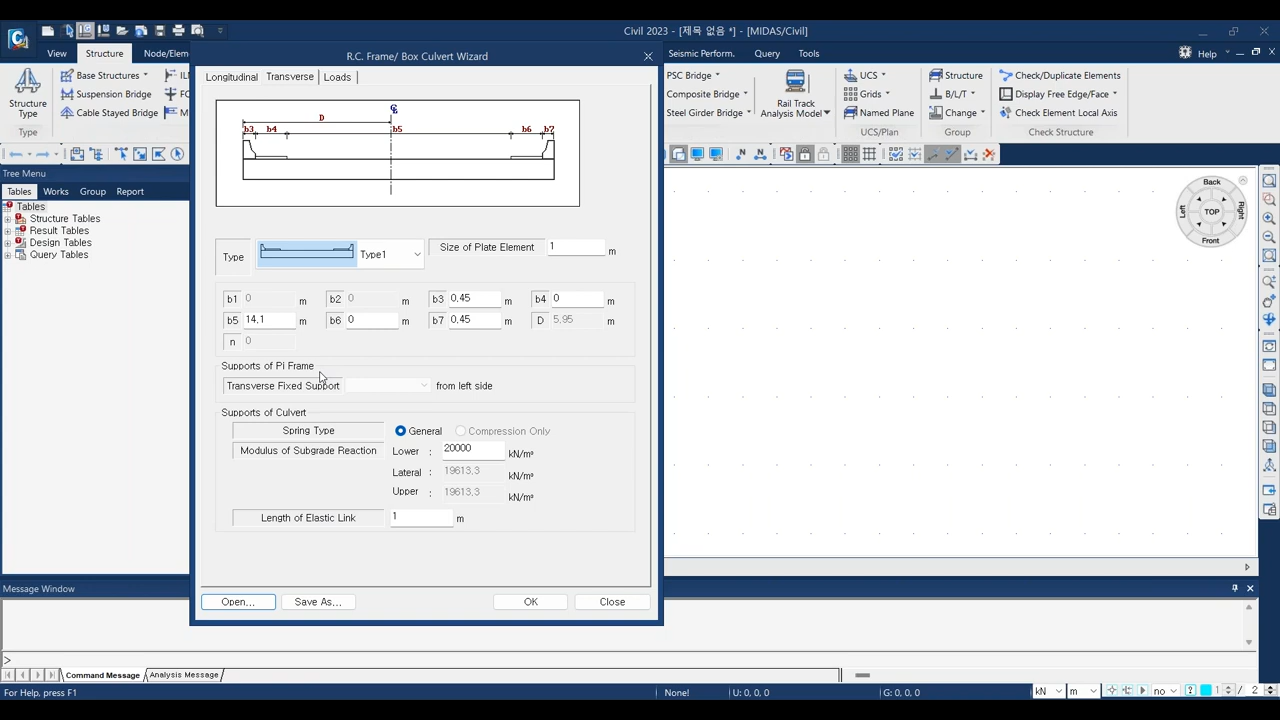 Civil 2023 - [제목 없음 *] - [MIDAS/Civil]
View Structure Node/Elem Seismic Perform. Query Tools Help
R.C. Frame/ Box Culvert Wizard
Structure Type
Base Structures
Suspension Bridge
Cable Stayed Bridge
Type
PSC Bridge
Composite Bridge
Steel Girder Bridge
Rail Track Analysis Model
UCS
Grids
UCS/Plan
Structure
B/L/T
Named Plane
Group
Change
Check/Duplicate Elements
Display Free Edge/Face
Check Element Local Axis
Check Structure
Tree Menu
Tables Works Group Report
Tables
Structure Tables
Result Tables
Design Tables
Query Tables
Longitudinal Transverse Loads
D
b3 b4 b5 b6 b7
Type
Type1
Size of Plate Element 1 m
b1 0 m b2 0 m b3 0,45 m b4 0 m
b5 14,1 m b6 0 m b7 0,45 m D 5,95 m
n 0
Supports of Pi Frame
Transverse Fixed Support from left side
Supports of Culvert
Spring Type General Compression Only
Modulus of Subgrade Reaction Lower : 20000 kN/m³
Lateral : 19613,3 kN/m³
Upper : 19613,3 kN/m³
Length of Elastic Link 1 m
Open... Save As... OK Close
Back
Left TOP Right
Front
Message Window
>
Command Message Analysis Message
For Help, press F1 None! U: 0, 0, 0 G: 0, 0, 0 kN m no 1 / 2